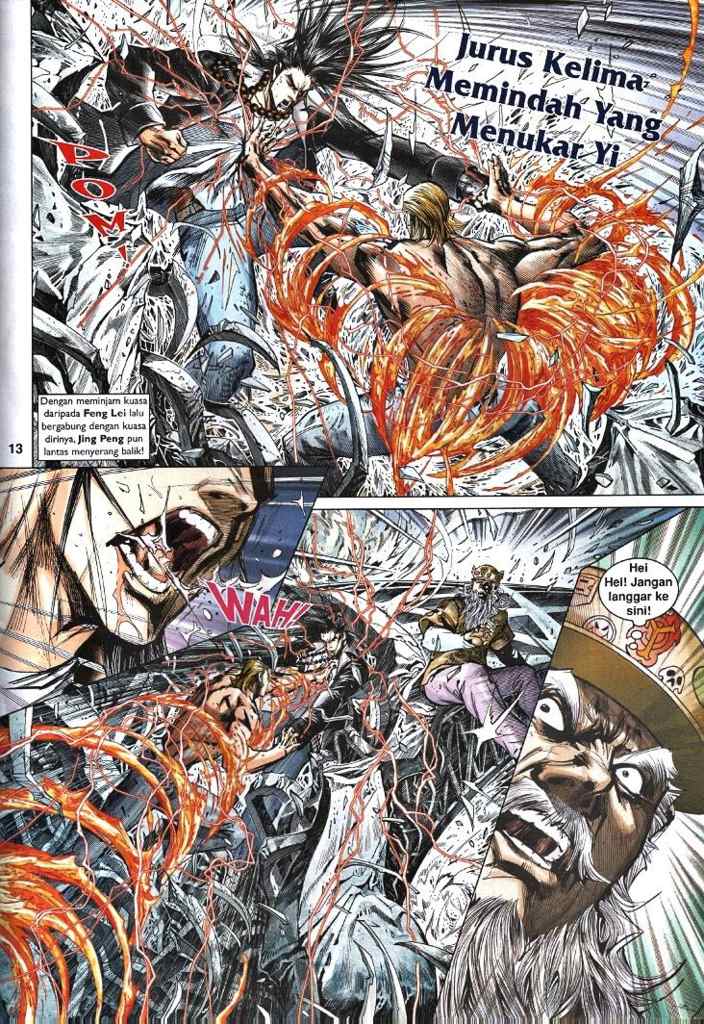 Jurus Kelima
Memindah Yang
Menukar Yi
POM!
Dengan meminjam kuasa
daripada Feng Lei lalu
bergabung dengan kuasa
dirinya, Jing Peng pun
lantas menyerang balik!
13
WAH!
Hei
Hei! Jangan
langgar ke
sini!